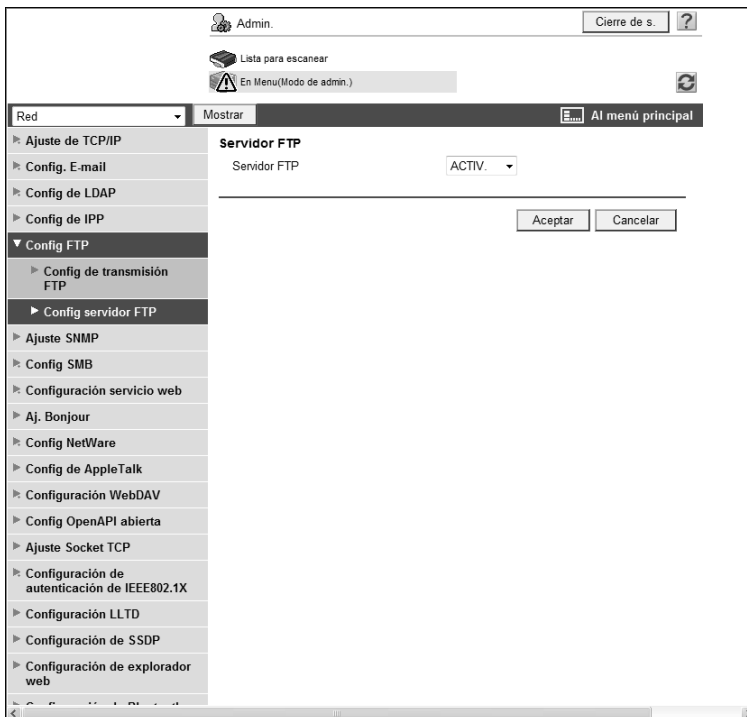 Admin.
Cierre de s.
?
Lista para escanear
En Menu(Modo de admin.)
Red
Mostrar
Al menú principal
Ajuste de TCP/IP
Config. E-mail
Config de LDAP
Config de IPP
Config FTP
Config de transmisión
FTP
Config servidor FTP
Ajuste SNMP
Config SMB
Configuración servicio web
Aj. Bonjour
Config NetWare
Config de AppleTalk
Configuración WebDAV
Config OpenAPI abierta
Ajuste Socket TCP
Configuración de
autenticación de IEEE802.1X
Configuración LLTD
Configuración de SSDP
Configuración de explorador
web
Servidor FTP
Servidor FTP
ACTIV.
Aceptar
Cancelar